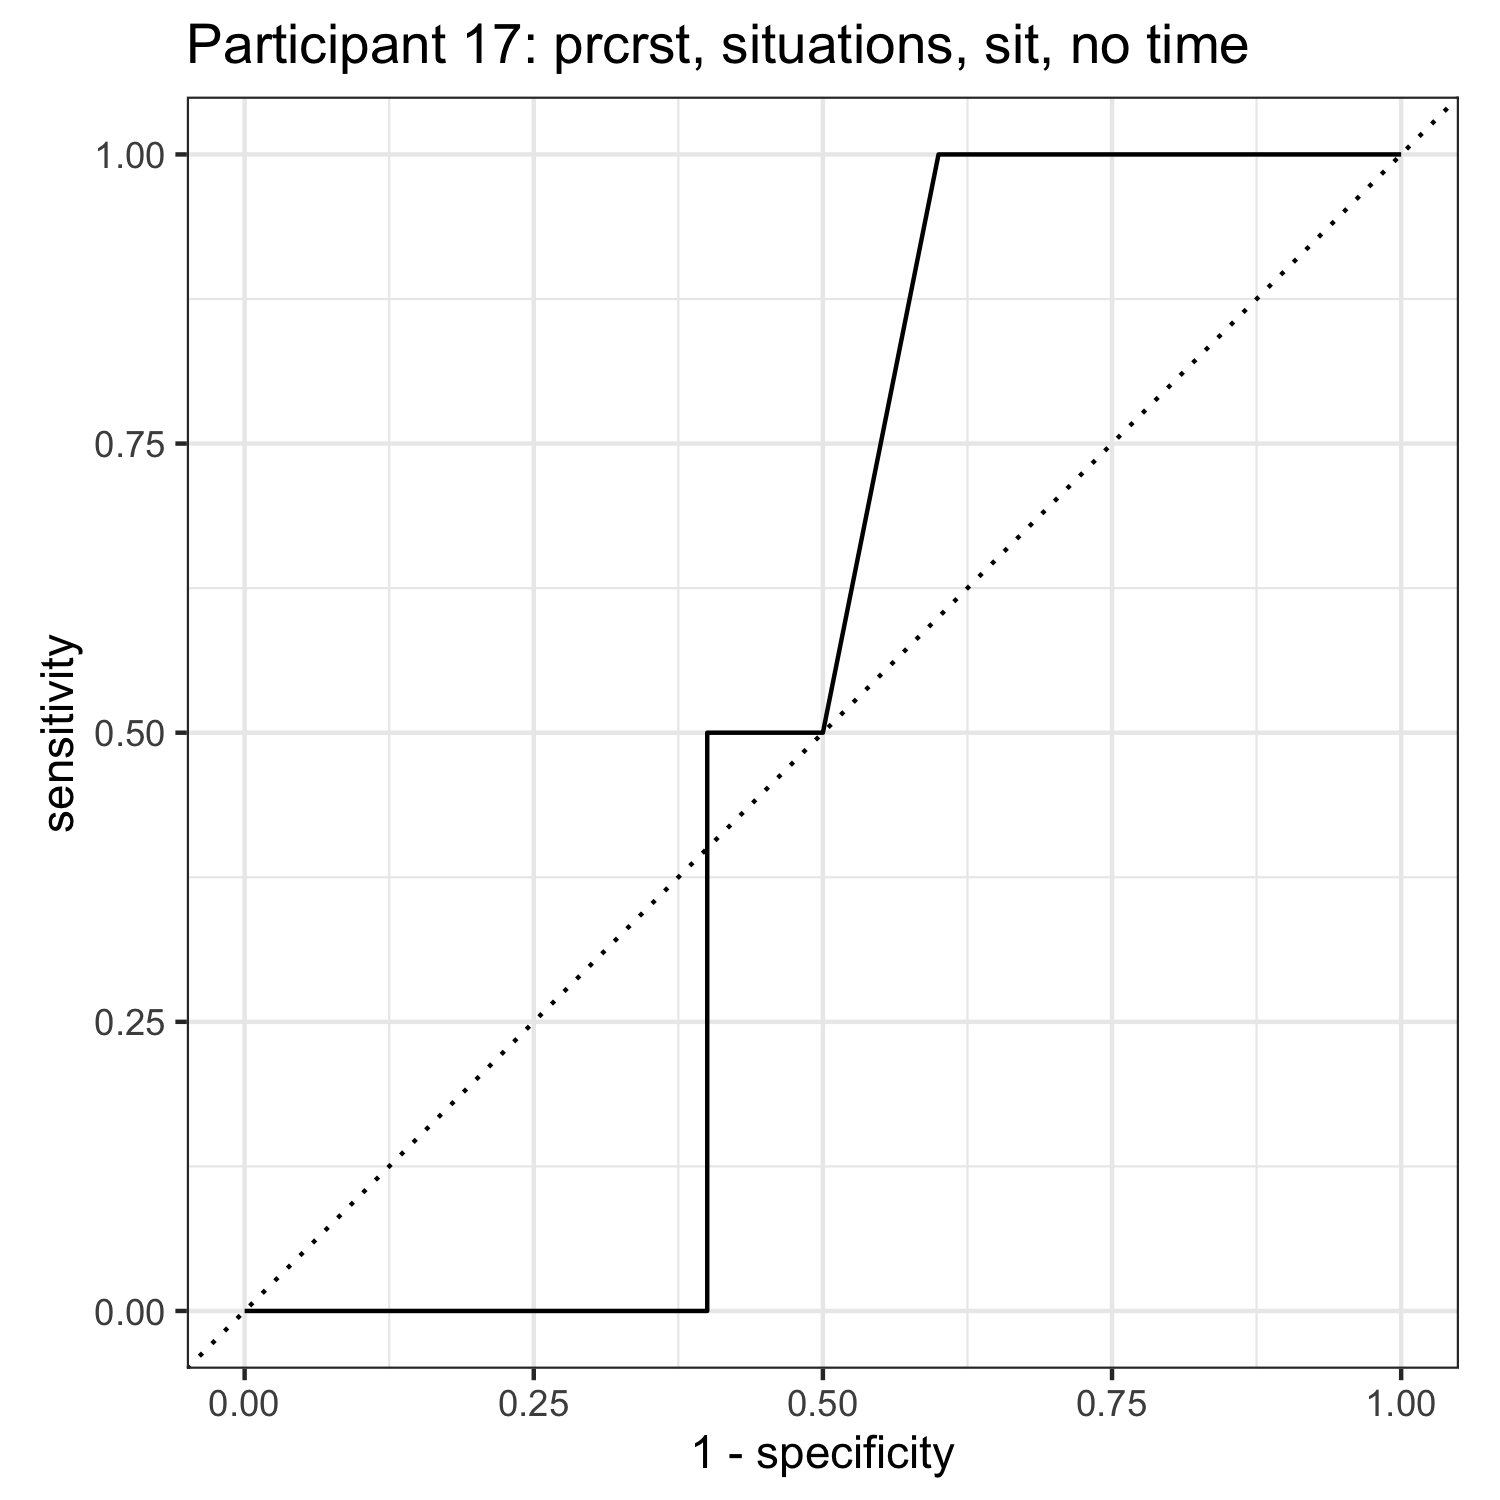 Participant 17: prcrst, situations, sit, no time
1.00
0.75
0.50
0.25
0.00
sensitivity
0.00 0.25 0.50 0.75 1.00
1 - specificity